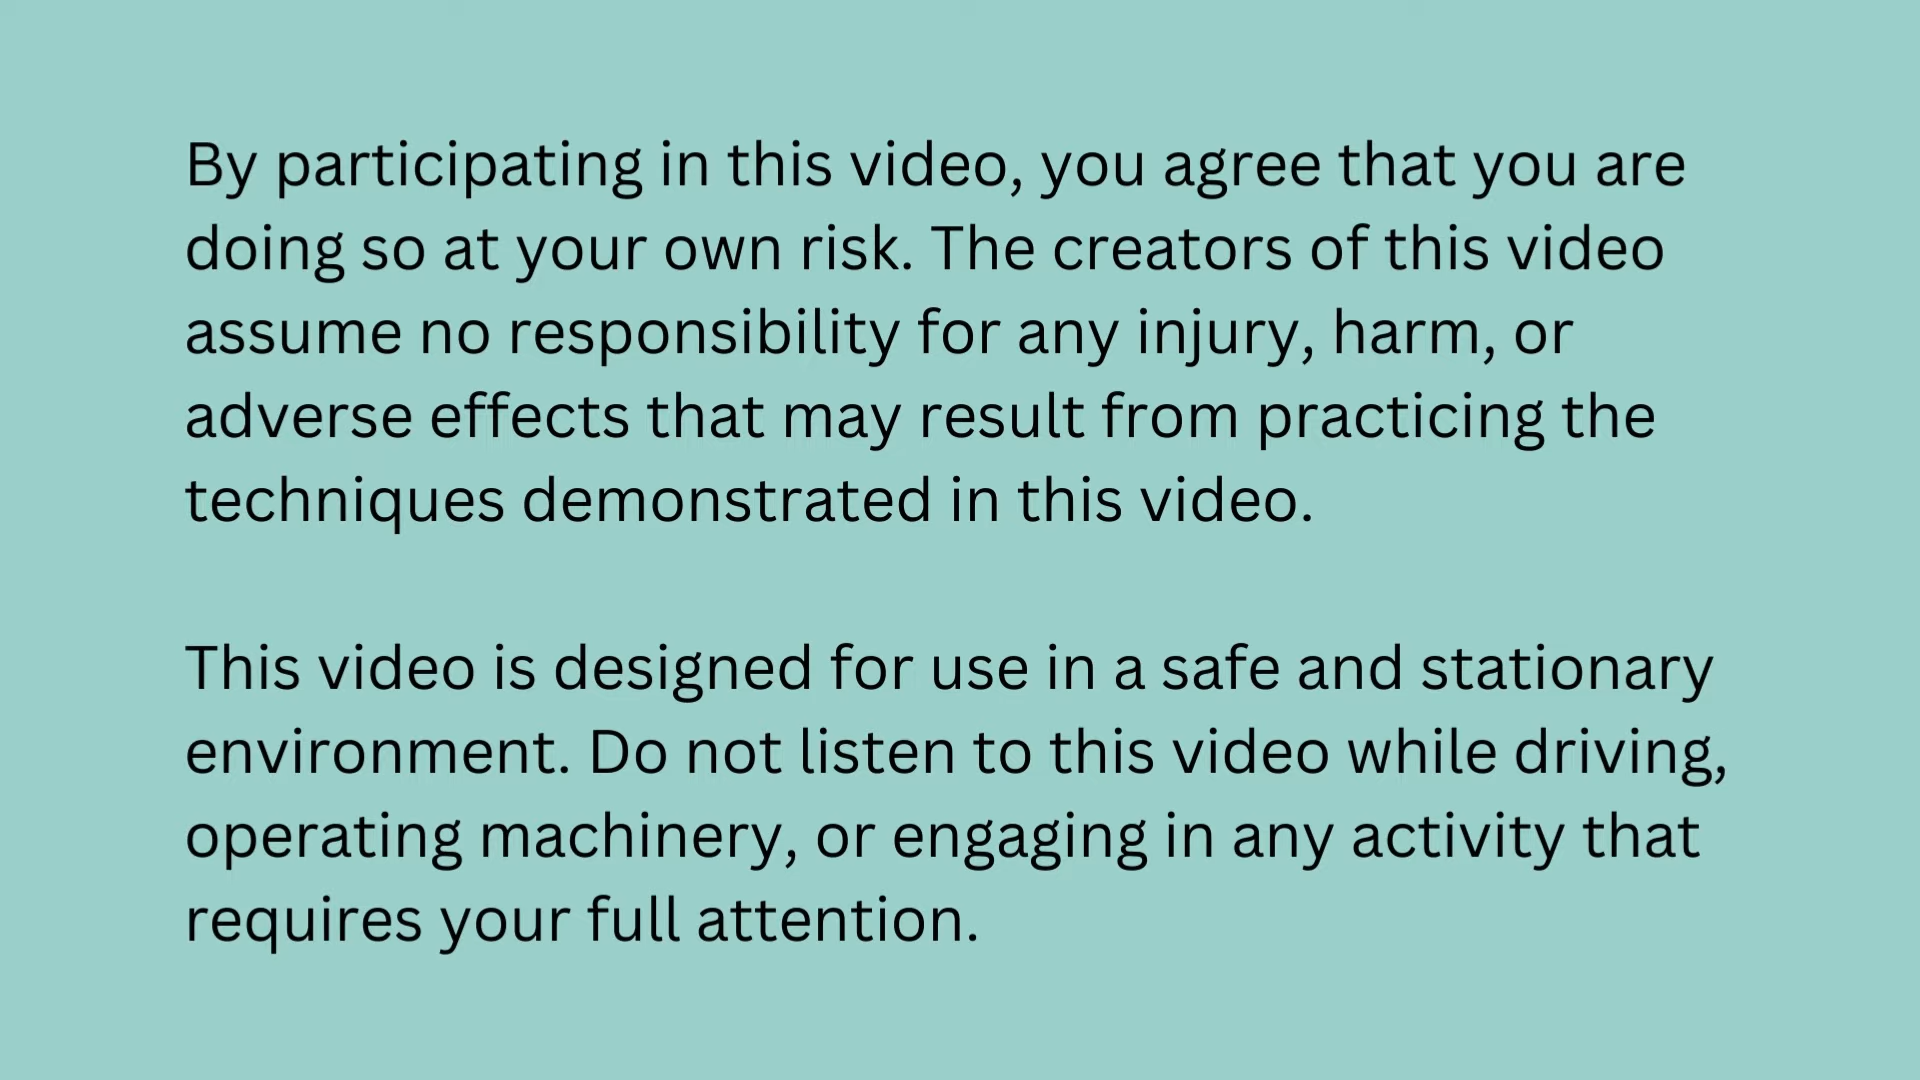 By participating in this video, you agree that you are
doing so at your own risk. The creators of this video
assume no responsibility for any injury, harm, or
adverse effects that may result from practicing the
techniques demonstrated in this video.
This video is designed for use in a safe and stationary
environment. Do not listen to this video while driving,
operating machinery, or engaging in any activity that
requires your full attention.